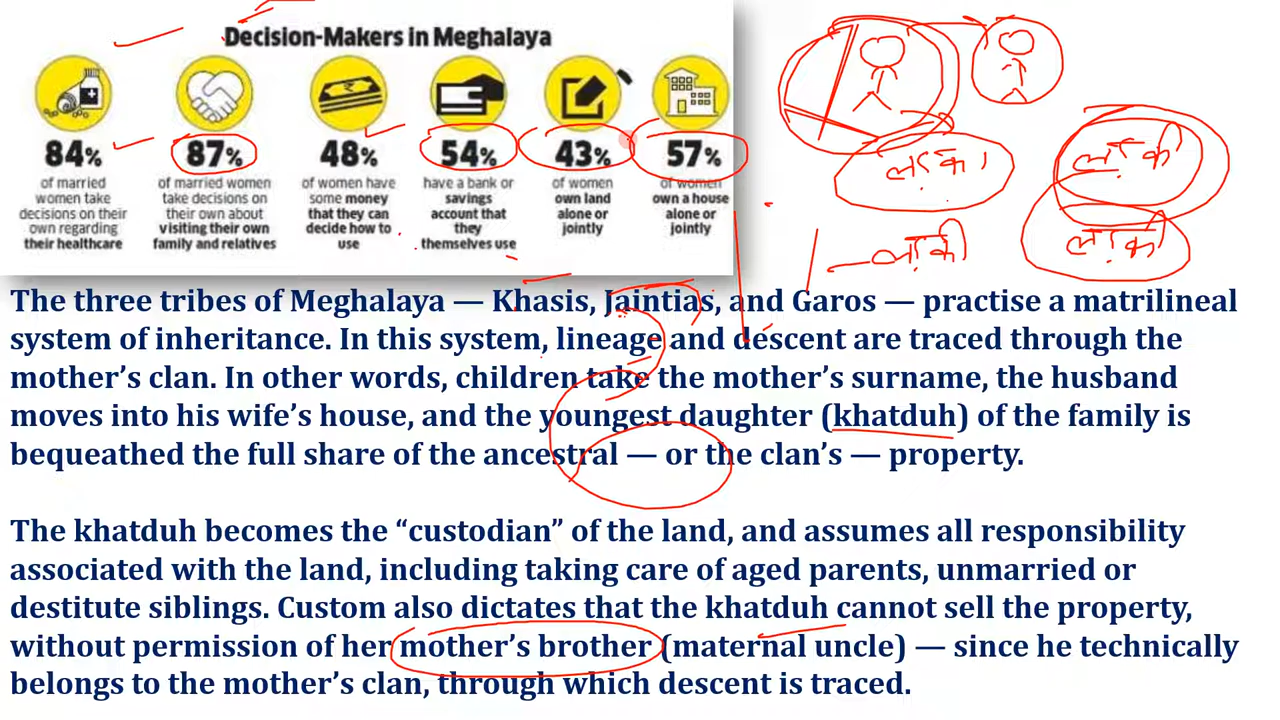 Decision-Makers in Meghalaya
84%
of married
women take
decisions on their
own regarding
their healthcare
87%
of married women
take decisions on
their own about
visiting their own
family and relatives
48%
of women have
some money
that they can
decide how to
use
54%
have a bank or
savings
account that
they
themselves use
43%
of women
own land
alone or
jointly
57%
of women
own a house
alone or
jointly
लड़का
लड़की
लड़की
लड़की
The three tribes of Meghalaya — Khasis, Jaintias, and Garos — practise a matrilineal
system of inheritance. In this system, lineage and descent are traced through the
mother’s clan. In other words, children take the mother’s surname, the husband
moves into his wife’s house, and the youngest daughter (khatduh) of the family is
bequeathed the full share of the ancestral — or the clan’s — property.
The khatduh becomes the “custodian” of the land, and assumes all responsibility
associated with the land, including taking care of aged parents, unmarried or
destitute siblings. Custom also dictates that the khatduh cannot sell the property,
without permission of her mother’s brother (maternal uncle) — since he technically
belongs to the mother’s clan, through which descent is traced.